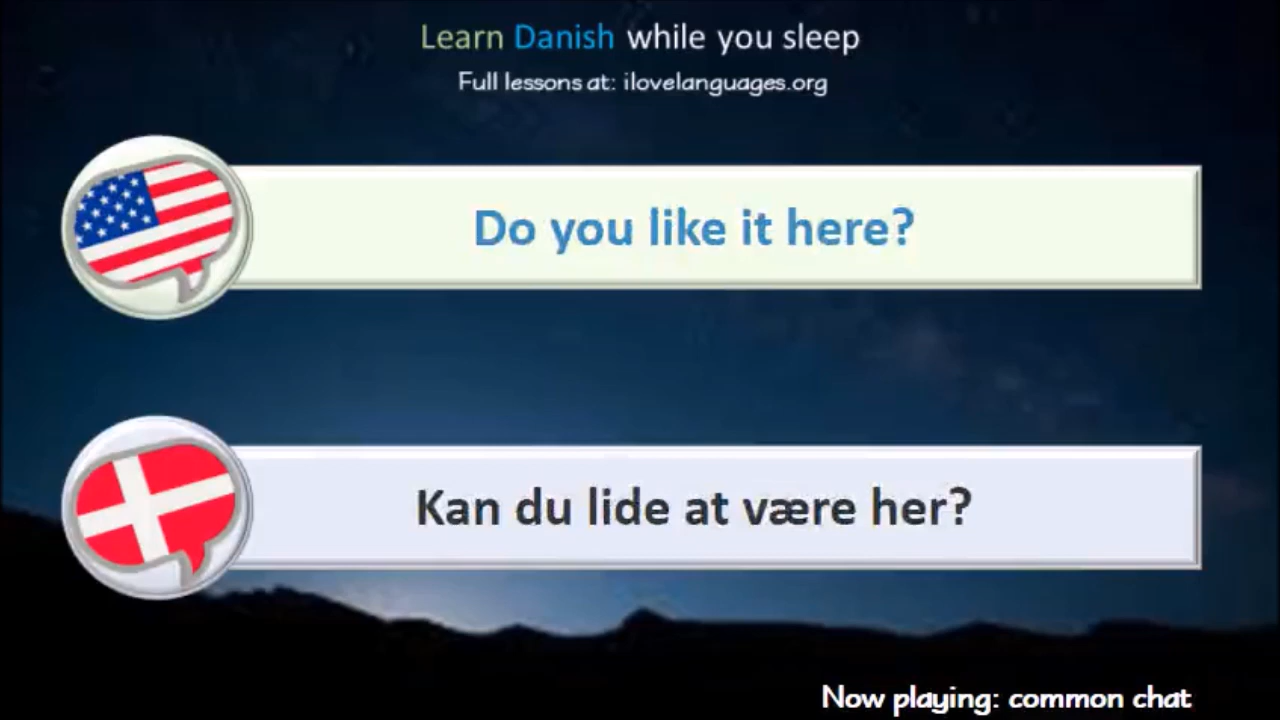 Learn Danish while you sleep
Full lessons at: ilovelanguages.org
Do you like it here?
Kan du lide at være her?
Now playing: common chat